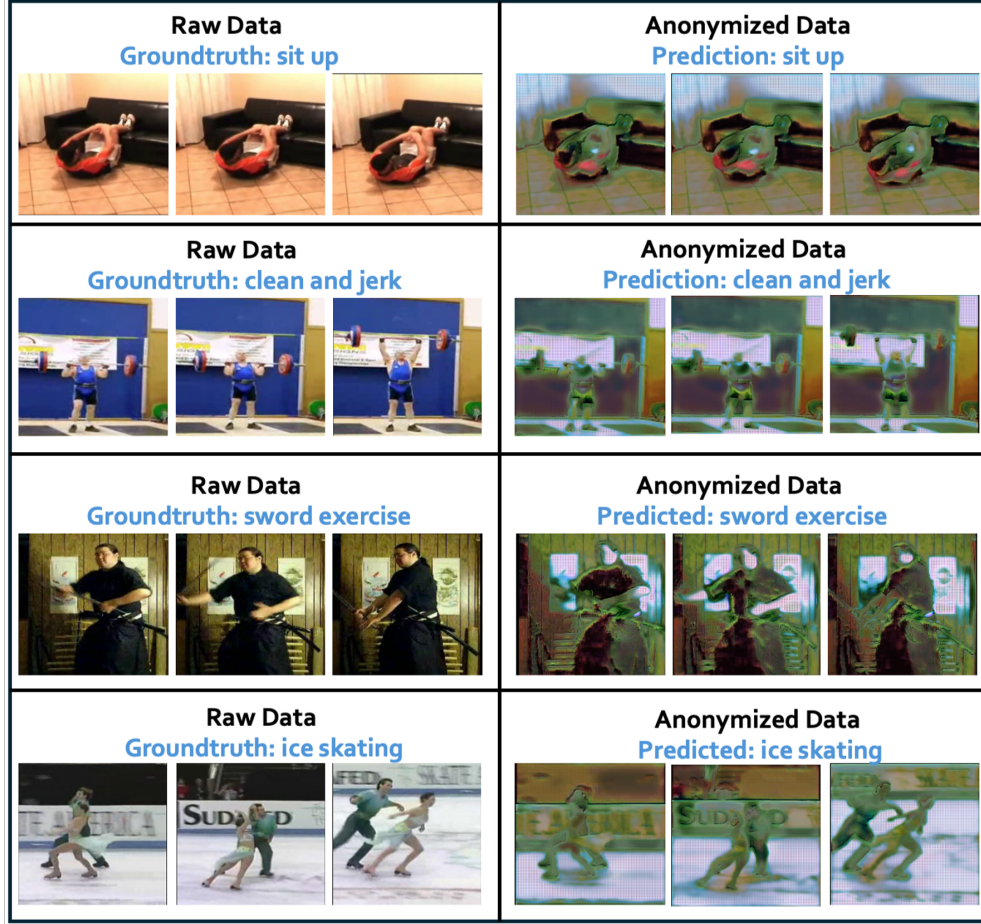 Raw Data
Groundtruth: sit up
Anonymized Data
Prediction: sit up
Raw Data
Groundtruth: clean and jerk
Anonymized Data
Prediction: clean and jerk
Raw Data
Groundtruth: sword exercise
Anonymized Data
Predicted: sword exercise
Raw Data
Groundtruth: ice skating
Anonymized Data
Predicted: ice skating